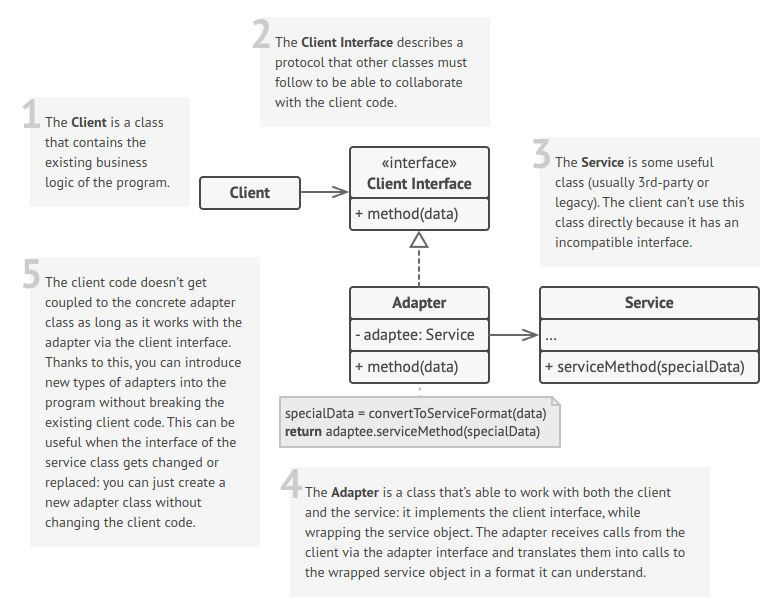 1
The Client is a class
that contains the
existing business
logic of the program.
2
The Client Interface describes a
protocol that other classes must
follow to be able to collaborate
with the client code.
3
The Service is some useful
class (usually 3rd-party or
legacy). The client can't use this
class directly because it has an
incompatible interface.
Client
«interface»
Client Interface
+ method(data)
Adapter
- adaptee: Service
+ method(data)
Service
...
+ serviceMethod(specialData)
specialData = convertToServiceFormat(data)
return adaptee.serviceMethod(specialData)
4
The Adapter is a class that's able to work with both the client
and the service: it implements the client interface, while
wrapping the service object. The adapter receives calls from the
client via the adapter interface and translates them into calls to
the wrapped service object in a format it can understand.
5
The client code doesn't get
coupled to the concrete adapter
class as long as it works with the
adapter via the client interface.
Thanks to this, you can introduce
new types of adapters into the
program without breaking the
existing client code. This can be
useful when the interface of the
service class gets changed or
replaced: you can just create a
new adapter class without
changing the client code.